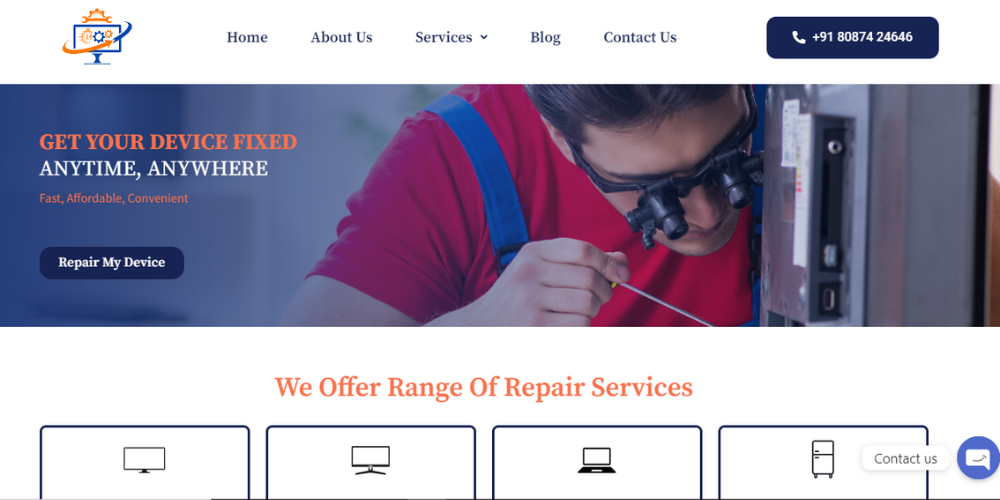 Home
About Us
Services
Blog
Contact Us
+91 80874 24646
GET YOUR DEVICE FIXED
ANYTIME, ANYWHERE
Fast, Affordable, Convenient
Repair My Device
We Offer Range Of Repair Services
Contact us